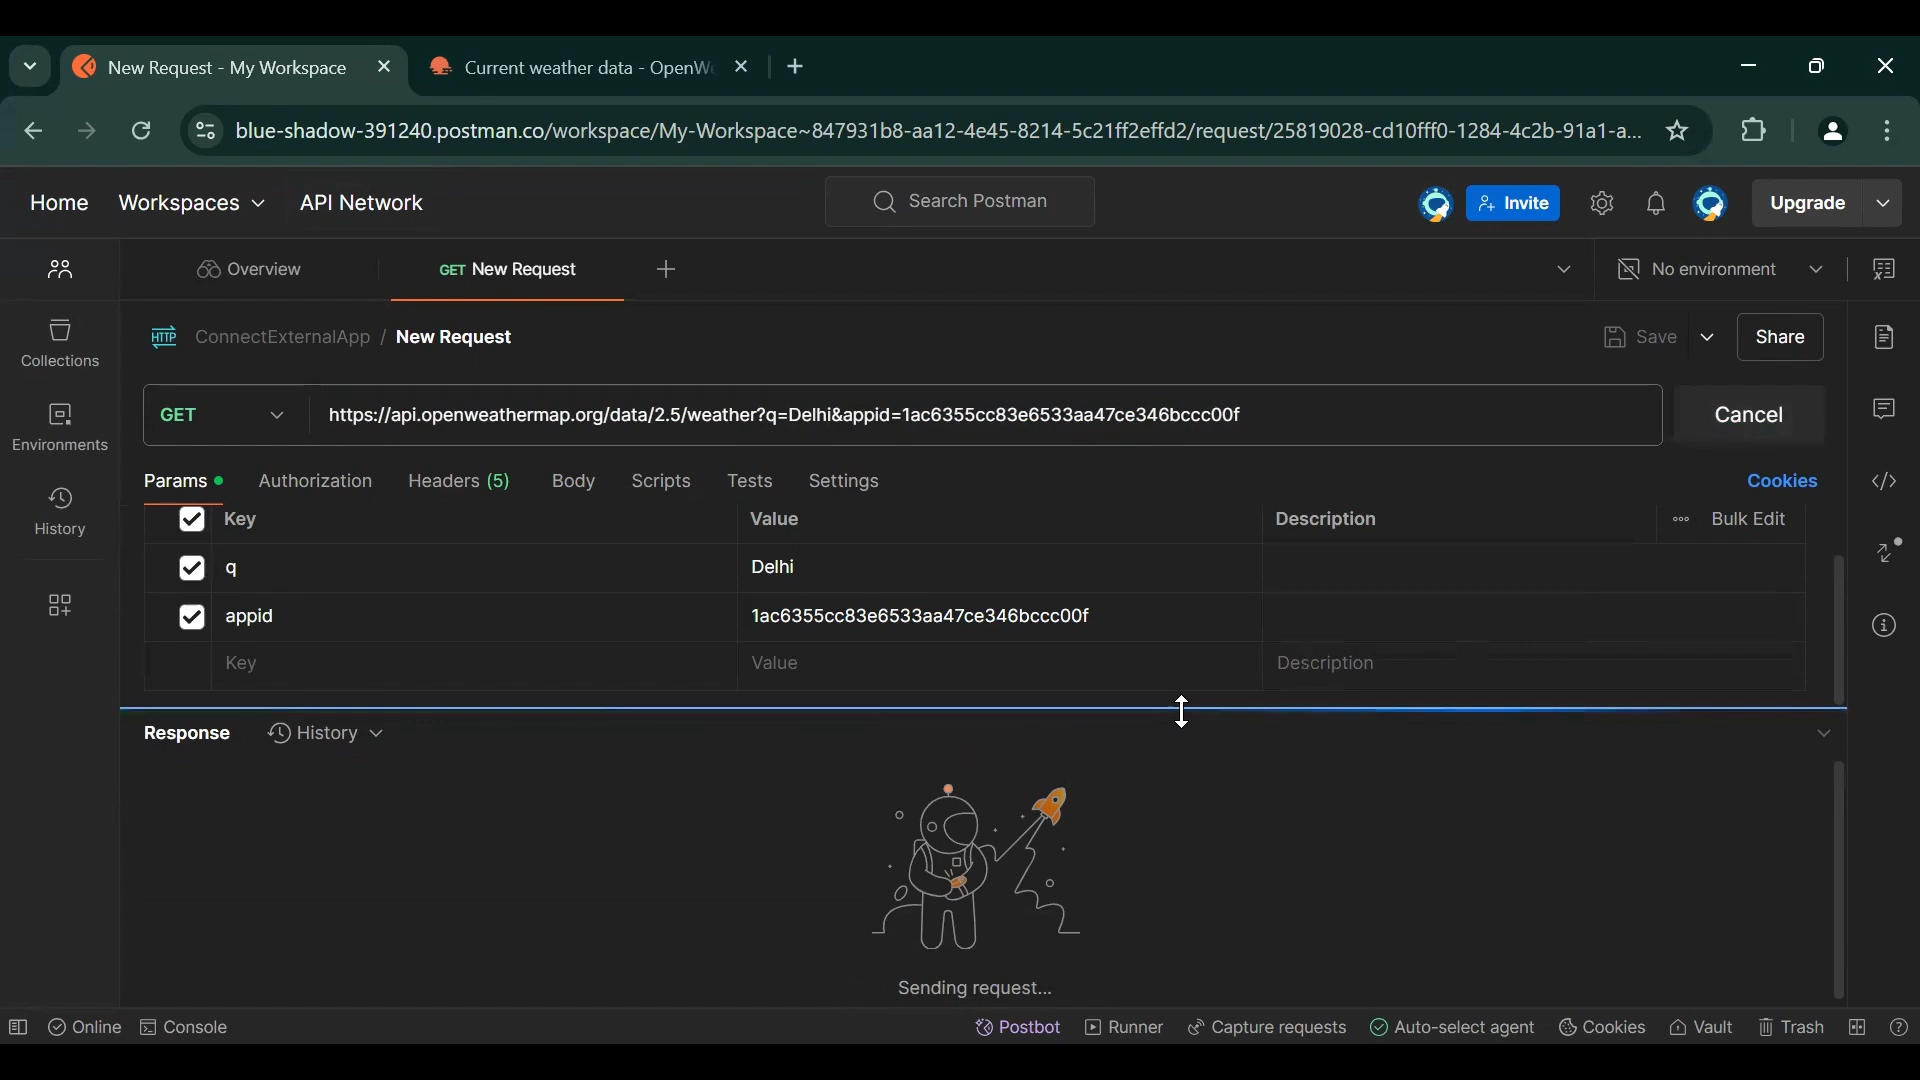 New Request - My Workspace
Current weather data - OpenWe
blue-shadow-391240.postman.co/workspace/My-Workspace~847931b8-aa12-4e45-8214-5c21ff2effd2/request/25819028-cd10fff0-1284-4c2b-91a1-a...
Home Workspaces API Network Search Postman Invite Upgrade
Overview GET New Request No environment
HTTP ConnectExternalApp / New Request Save Share
Collections
GET https://api.openweathermap.org/data/2.5/weather?q=Delhi&appid=1ac6355cc83e6533aa47ce346bccc00f Cancel
Environments
Params Authorization Headers (5) Body Scripts Tests Settings Cookies
History
Key Value Description Bulk Edit
q Delhi
appid 1ac6355cc83e6533aa47ce346bccc00f
Key Value Description
Response History
Sending request...
Online Console Postbot Runner Capture requests Auto-select agent Cookies Vault Trash